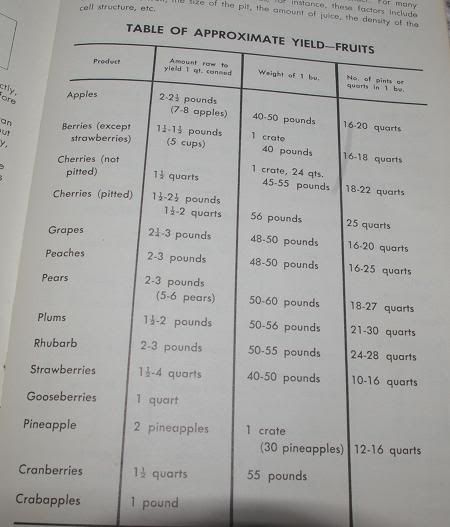 For many
for instance, these factors include
the size of the pit, the amount of juice, the density of the
cell structure, etc.
TABLE OF APPROXIMATE YIELD—FRUITS
Product Amount raw to Weight of 1 bu. No. of pints or
yield 1 qt. canned quarts in 1 bu.
Apples 2-2½ pounds 40-50 pounds 16-20 quarts
(7-8 apples)
Berries (except 1¼-1½ pounds 1 crate
strawberries) (5 cups) 40 pounds 16-18 quarts
Cherries (not 1 crate, 24 qts.
pitted) 1½ quarts 45-55 pounds 18-22 quarts
Cherries (pitted) 1½-2½ pounds
1½-2 quarts 56 pounds 25 quarts
Grapes 2¼-3 pounds 48-50 pounds 16-20 quarts
Peaches 2-3 pounds 48-50 pounds 16-25 quarts
Pears 2-3 pounds
(5-6 pears) 50-60 pounds 18-27 quarts
Plums 1½-2 pounds 50-56 pounds 21-30 quarts
Rhubarb 2-3 pounds 50-55 pounds 24-28 quarts
Strawberries 1½-4 quarts 40-50 pounds 10-16 quarts
Gooseberries 1 quart
Pineapple 2 pineapples 1 crate
(30 pineapples) 12-16 quarts
Cranberries 1½ quarts 55 pounds
Crabapples 1 pound